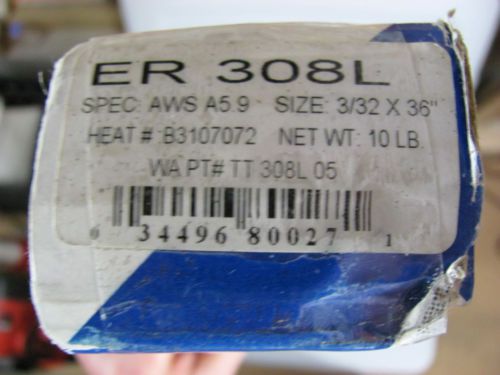 ER 308L
SPEC: AWS A5.9 SIZE: 3/32 X 36"
HEAT #: B3107072 NET WT: 10 LB
WA PT# TT 308L 05
34496 80027 1